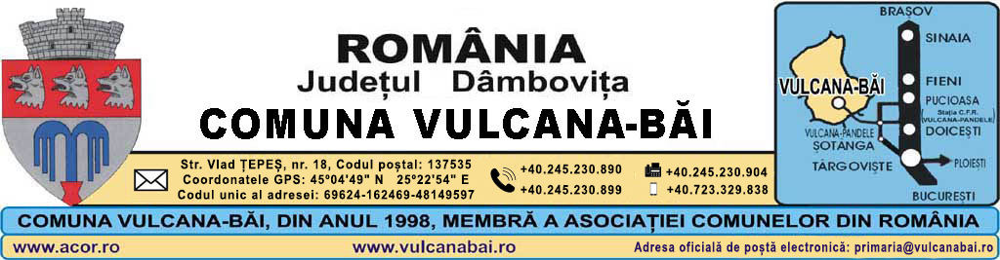 ROMÂNIA
Județul Dâmbovița
COMUNA VULCANA-BĂI
Str. Vlad ȚEPEȘ, nr. 18, Codul poștal: 137535
Coordonatele GPS: 45º04'49" N 25º22'54" E
Codul unic al adresei: 69624-162469-48149597
+40.245.230.890
+40.245.230.899
+40.245.230.904
+40.723.329.838
BRAȘOV
SINAIA
FIENI
VULCANA-BĂI
PUCIOASA
Stația C.F.R.
(VULCANA-PANDELE)
DOICEȘTI
VULCANA-PANDELE
ȘOTANGA
TÂRGOVIȘTE
PLOIEȘTI
BUCUREȘTI
COMUNA VULCANA-BĂI, DIN ANUL 1998, MEMBRĂ A ASOCIAȚIEI COMUNELOR DIN ROMÂNIA
www.acor.ro www.vulcanabai.ro Adresa oficială de poștă electronică: primaria@vulcanabai.ro